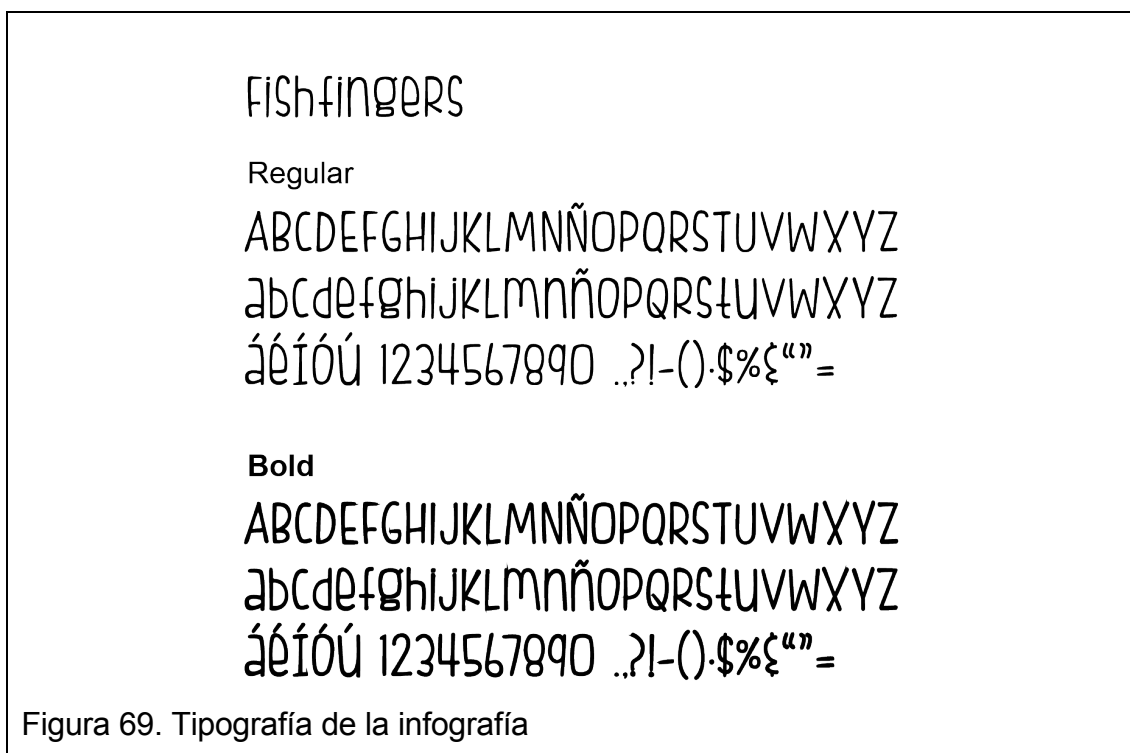 Fishfingers
Regular
ABCDEFGHIJKLMNÑOPQRSTUVWXYZ
abcdefghijklmnñopqrstuvwxyz
áéíóú 1234567890 .,?!-()·$%&“”=
Bold
ABCDEFGHIJKLMNÑOPQRSTUVWXYZ
abcdefghijklmnñopqrstuvwxyz
áéíóú 1234567890 .,?!-()·$%&“”=
Figura 69. Tipografía de la infografía